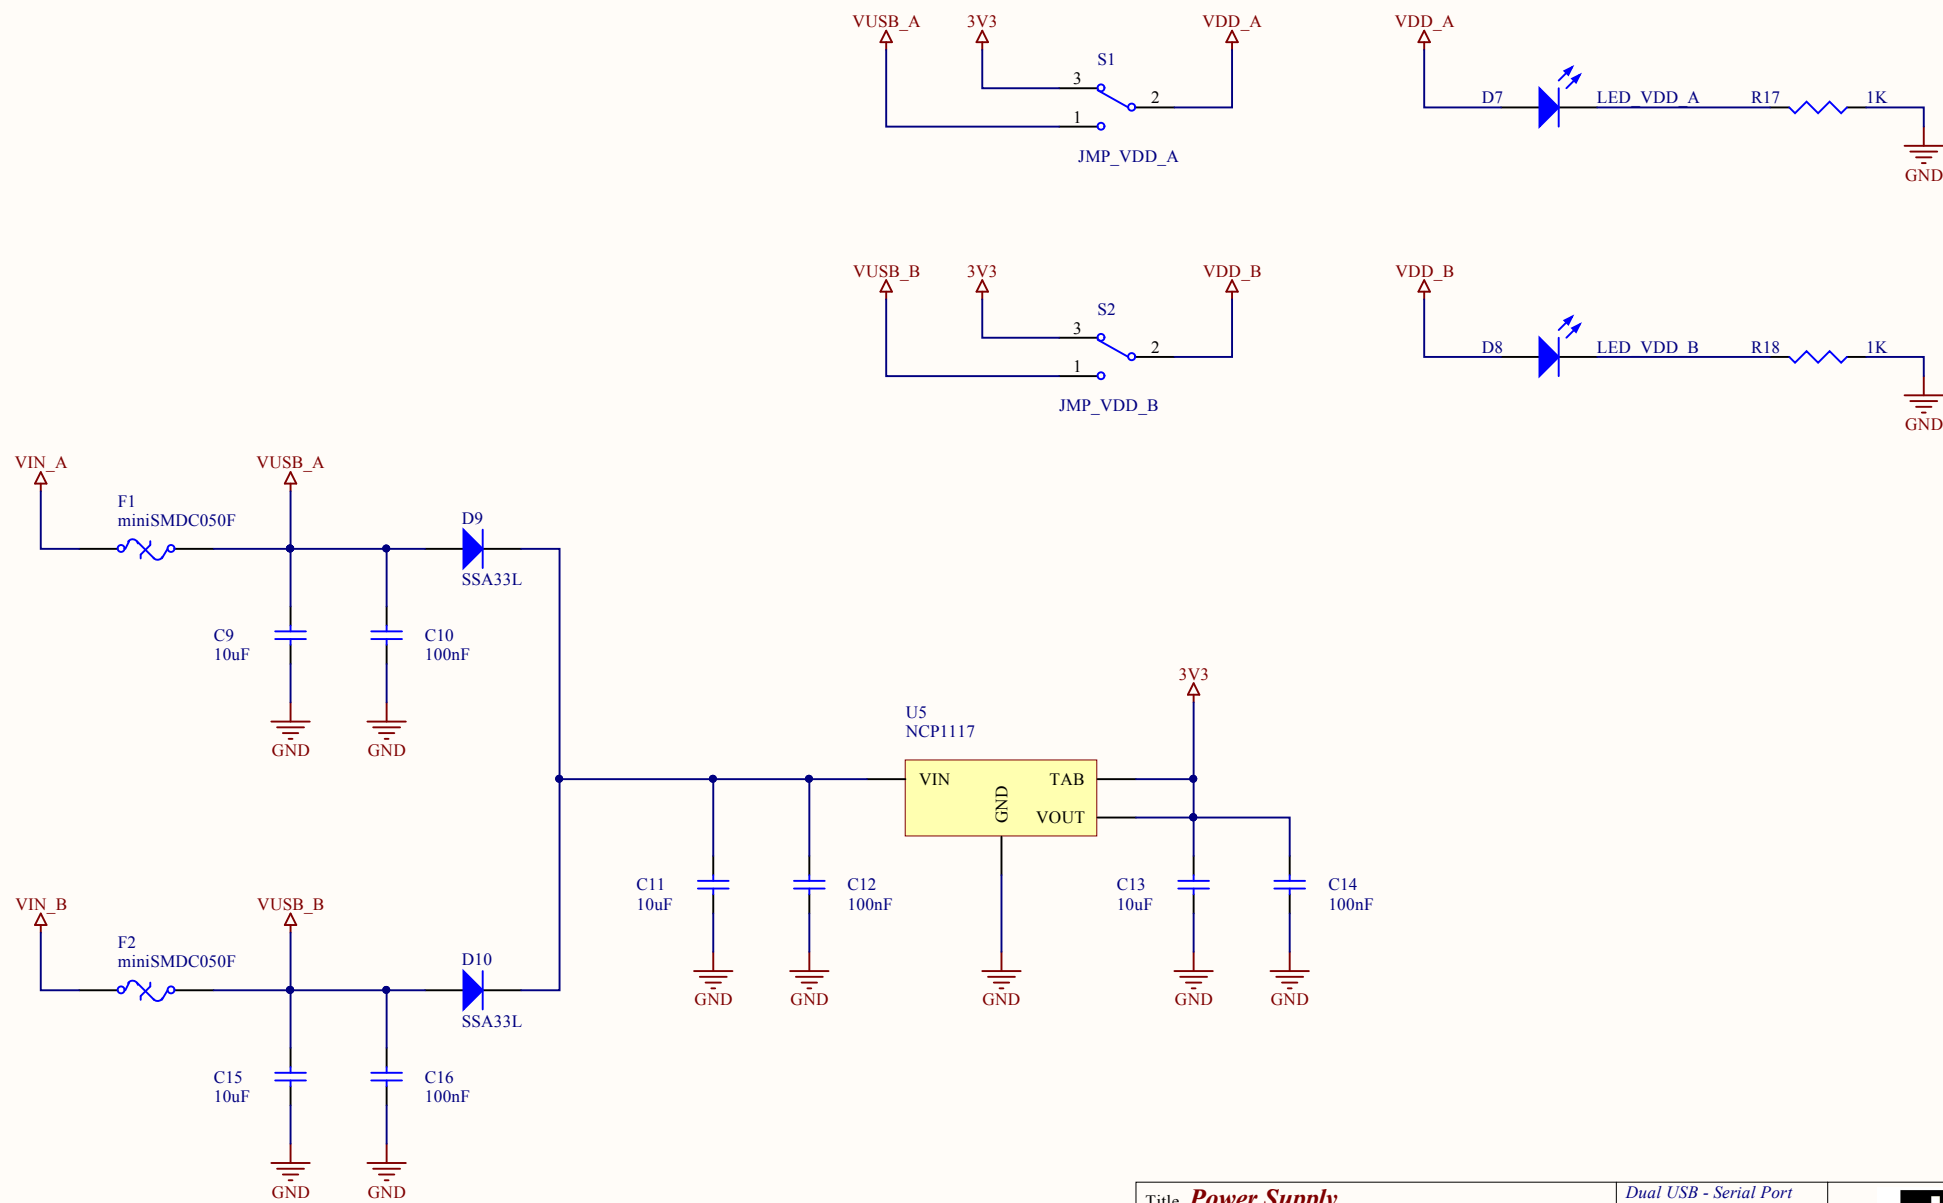 VUSB_A 3V3 VDD_A VDD_A
S1
3
2
1
JMP_VDD_A
D7 LED_VDD_A R17 1K
GND
VUSB_B 3V3 VDD_B VDD_B
S2
3
2
1
JMP_VDD_B
D8 LED_VDD_B R18 1K
GND
VIN_A VUSB_A
F1
miniSMDC050F
D9
SSA33L
C9
10uF
C10
100nF
GND GND
3V3
U5
NCP1117
VIN TAB
GND
VOUT
C11
10uF
C12
100nF
C13
10uF
C14
100nF
GND GND GND GND GND
VIN_B VUSB_B
F2
miniSMDC050F
D10
SSA33L
C15
10uF
C16
100nF
GND GND
Title Power Supply
Dual USB - Serial Port